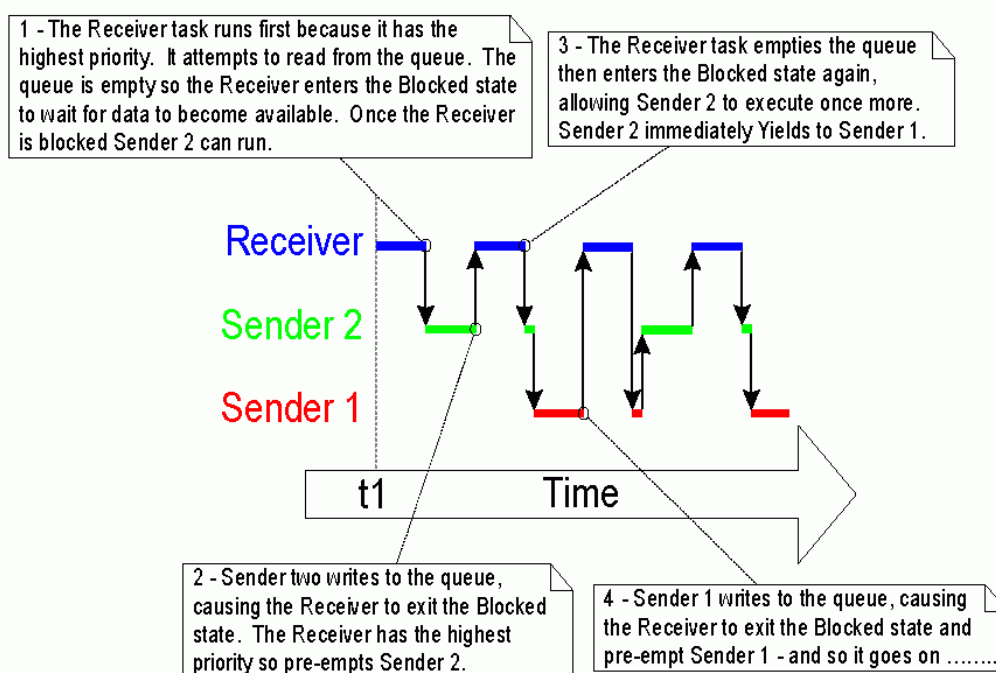 1 - The Receiver task runs first because it has the
highest priority. It attempts to read from the queue. The
queue is empty so the Receiver enters the Blocked state
to wait for data to become available. Once the Receiver
is blocked Sender 2 can run.
3 - The Receiver task empties the queue
then enters the Blocked state again,
allowing Sender 2 to execute once more.
Sender 2 immediately Yields to Sender 1.
Receiver
Sender 2
Sender 1
t1
Time
2 - Sender two writes to the queue,
causing the Receiver to exit the Blocked
state. The Receiver has the highest
priority so pre-empts Sender 2.
4 - Sender 1 writes to the queue, causing
the Receiver to exit the Blocked state and
pre-empt Sender 1 - and so it goes on ........